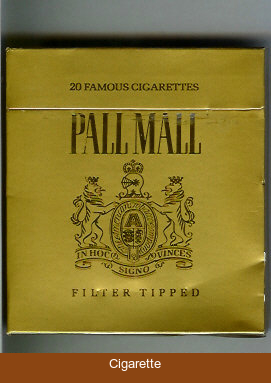 20 FAMOUS CIGARETTES
PALL MALL
IN HOC SIGNO VINCES
FILTER TIPPED
Cigarette